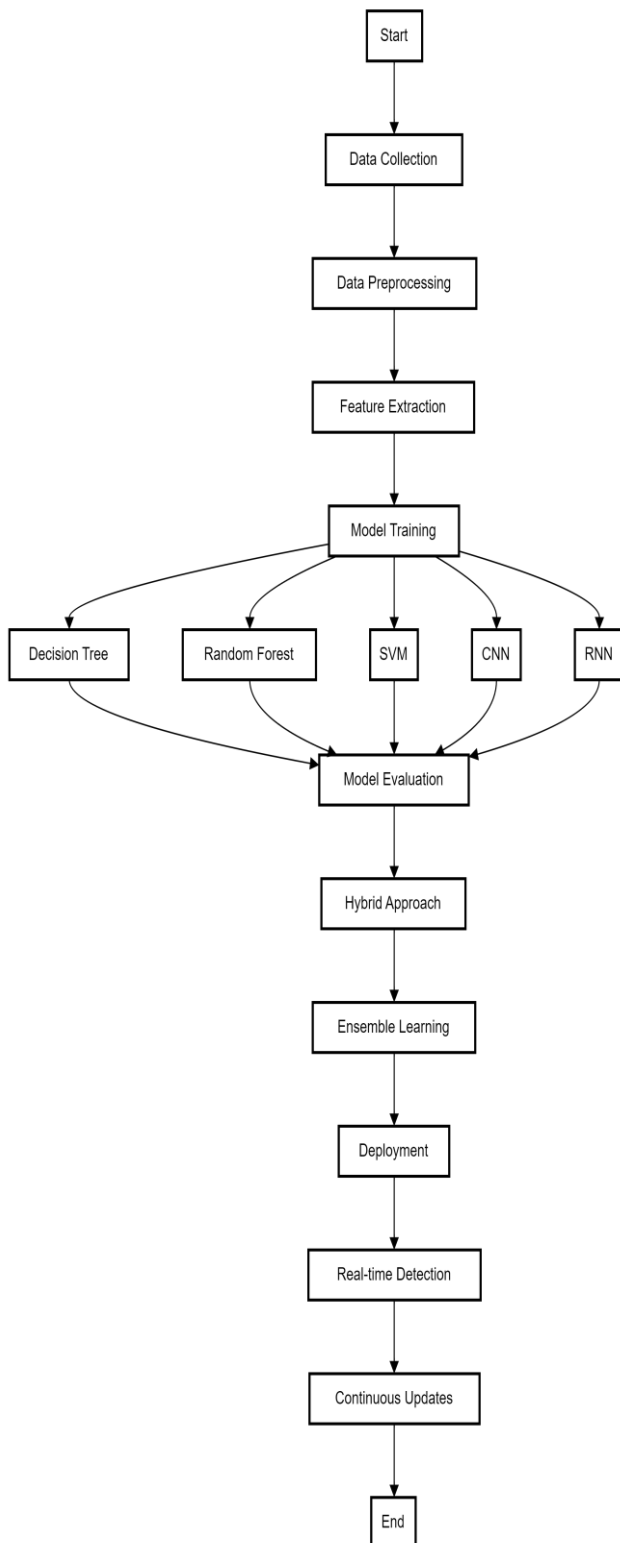 Start
Data Collection
Data Preprocessing
Feature Extraction
Model Training
Decision Tree
Random Forest
SVM
CNN
RNN
Model Evaluation
Hybrid Approach
Ensemble Learning
Deployment
Real-time Detection
Continuous Updates
End